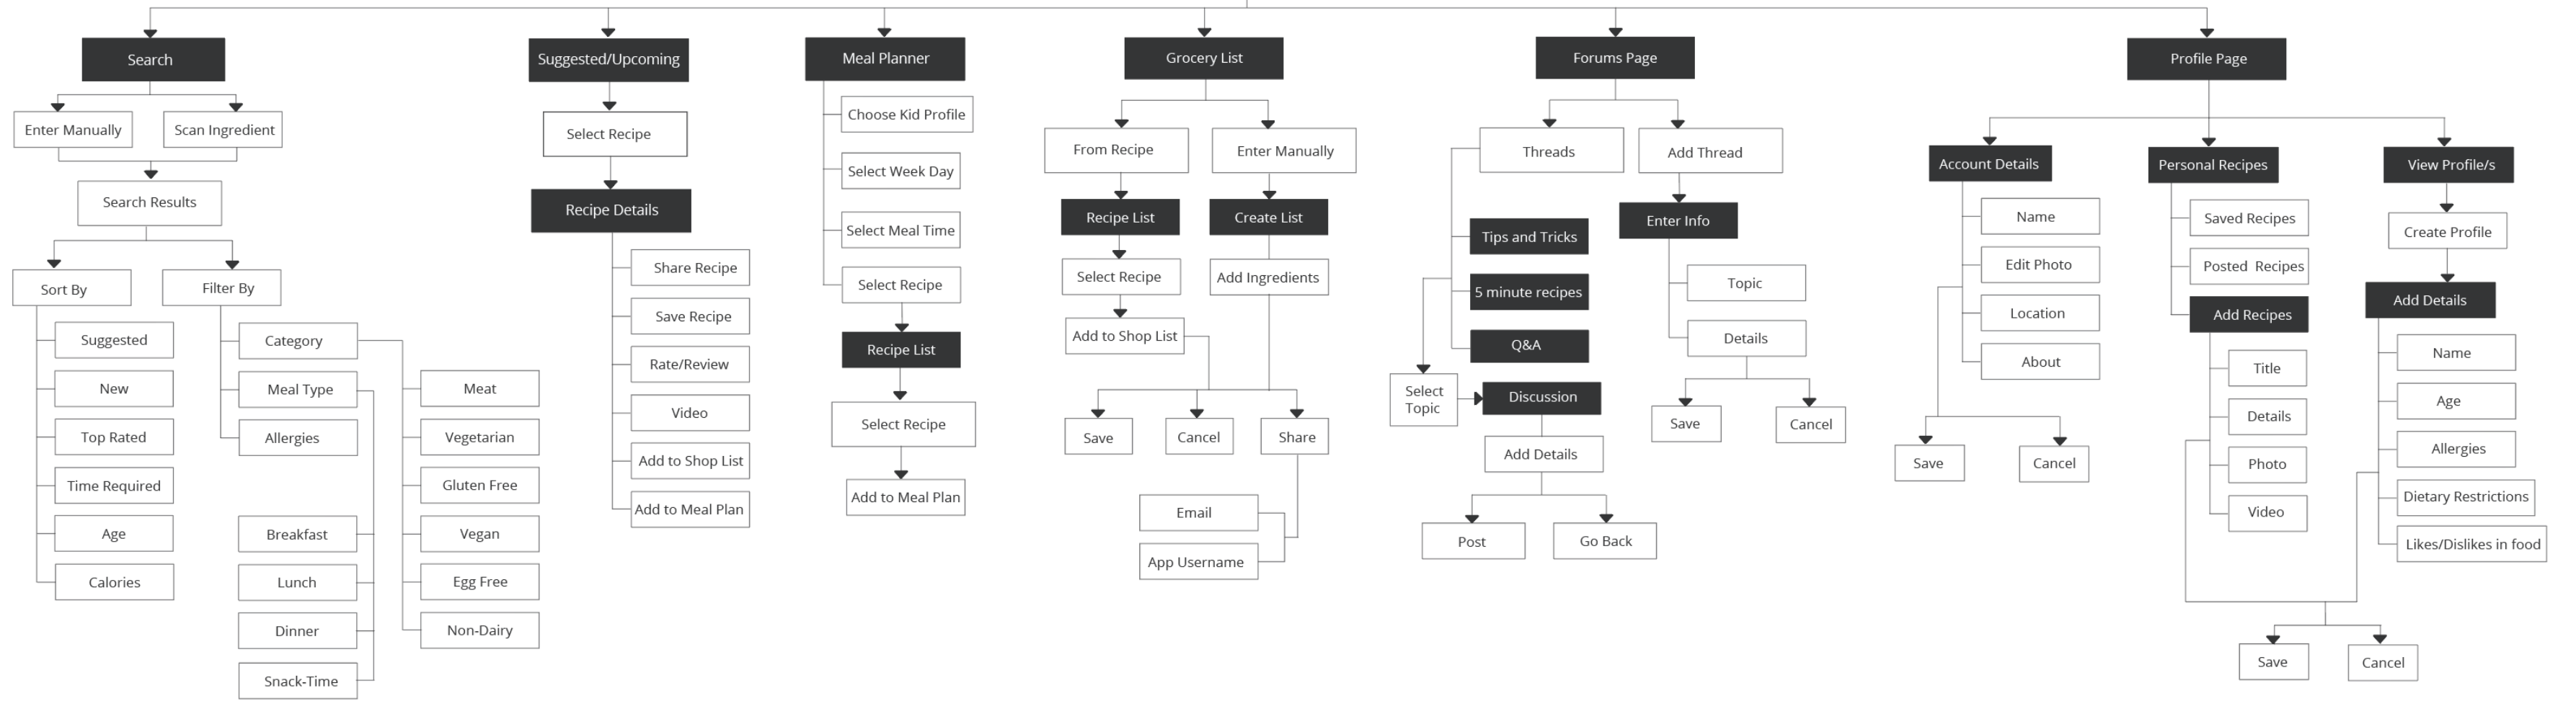 Search
Enter Manually
Scan Ingredient
Search Results
Sort By
Filter By
Suggested
New
Top Rated
Time Required
Age
Calories
Category
Meal Type
Allergies
Breakfast
Lunch
Dinner
Snack-Time
Meat
Vegetarian
Gluten Free
Vegan
Egg Free
Non-Dairy
Suggested/Upcoming
Select Recipe
Recipe Details
Share Recipe
Save Recipe
Rate/Review
Video
Add to Shop List
Add to Meal Plan
Meal Planner
Choose Kid Profile
Select Week Day
Select Meal Time
Select Recipe
Recipe List
Select Recipe
Add to Meal Plan
Grocery List
From Recipe
Enter Manually
Recipe List
Create List
Select Recipe
Add Ingredients
Add to Shop List
Save
Cancel
Share
Email
App Username
Forums Page
Threads
Add Thread
Tips and Tricks
5 minute recipes
Q&A
Select
Topic
Discussion
Add Details
Post
Go Back
Enter Info
Topic
Details
Save
Cancel
Profile Page
Account Details
Name
Edit Photo
Location
About
Save
Cancel
Personal Recipes
Saved Recipes
Posted Recipes
Add Recipes
Title
Details
Photo
Video
View Profile/s
Create Profile
Add Details
Name
Age
Allergies
Dietary Restrictions
Likes/Dislikes in food
Save
Cancel